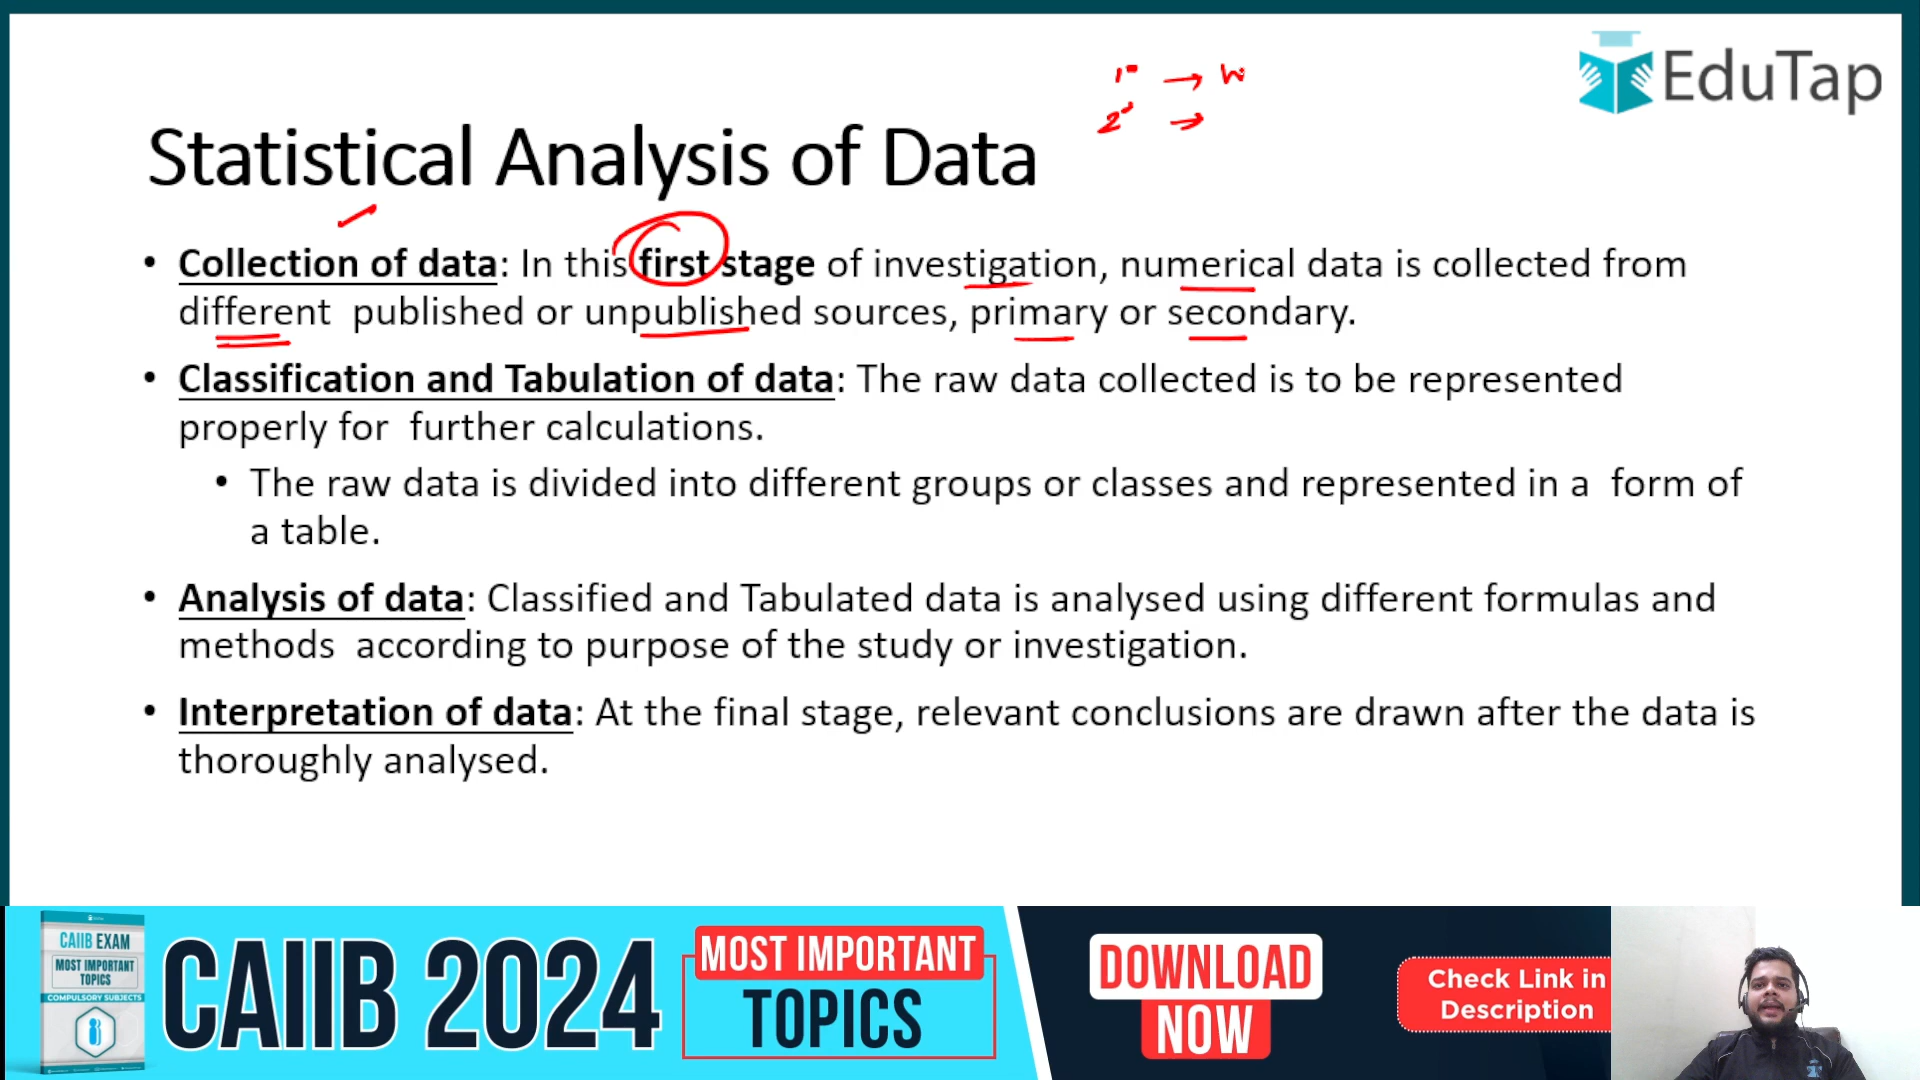 EduTap
1° → W
2° →
Statistical Analysis of Data
• Collection of data: In this first stage of investigation, numerical data is collected from
different published or unpublished sources, primary or secondary.
• Classification and Tabulation of data: The raw data collected is to be represented
properly for further calculations.
• The raw data is divided into different groups or classes and represented in a form of
a table.
• Analysis of data: Classified and Tabulated data is analysed using different formulas and
methods according to purpose of the study or investigation.
• Interpretation of data: At the final stage, relevant conclusions are drawn after the data is
thoroughly analysed.
CAIIB EXAM
MOST IMPORTANT
TOPICS
COMPULSORY SUBJECTS
CAIIB 2024
MOST IMPORTANT
TOPICS
DOWNLOAD
NOW
Check Link in
Description